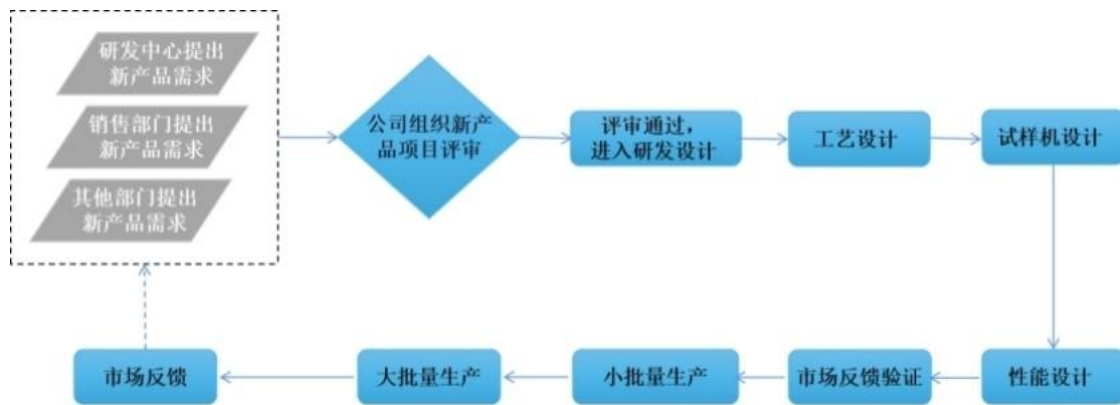 研发中心提出
新产品需求
销售部门提出
新产品需求
其他部门提出
新产品需求
公司组织新产
品项目评审
评审通过，
进入研发设计
工艺设计
试样机设计
性能设计
市场反馈验证
小批量生产
大批量生产
市场反馈